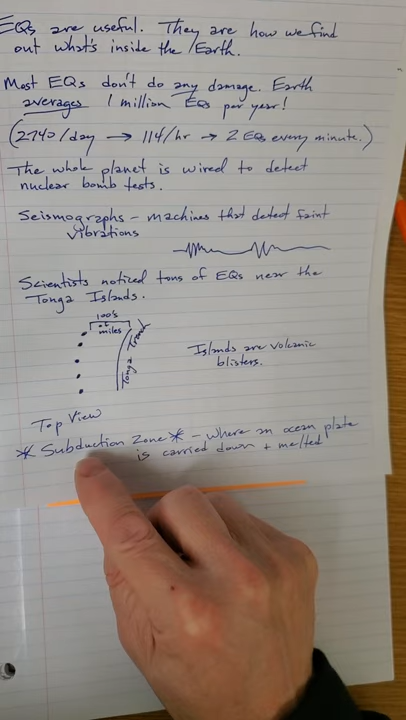 EQs are useful. They are how we find
out what's inside the Earth.
Most EQs don't do any damage. Earth
averages 1 million EQs per year!
(2740/day → 114/hr → 2 EQs every minute.)
The whole planet is wired to detect
nuclear bomb tests.
Seismographs - machines that detect faint
vibrations
Scientists noticed tons of EQs near the
Tonga Islands.
100's
of
miles
Tonga Trench
Islands are volcanic
blisters.
Top View
* Subduction Zone * - where an ocean plate
is carried down + melted